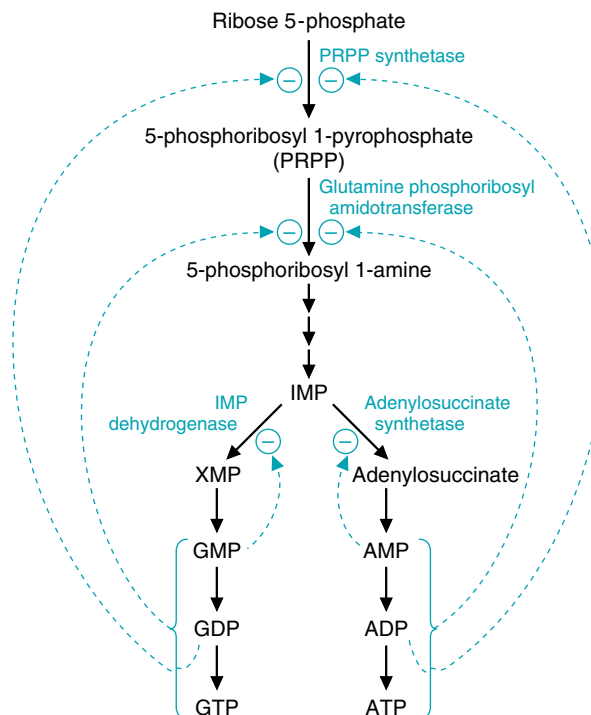 Ribose 5-phosphate
PRPP synthetase
− −
5-phosphoribosyl 1-pyrophosphate
(PRPP)
Glutamine phosphoribosyl
amidotransferase
− −
5-phosphoribosyl 1-amine
IMP
IMP
dehydrogenase
Adenylosuccinate
synthetase
− −
XMP Adenylosuccinate
GMP AMP
GDP ADP
GTP ATP